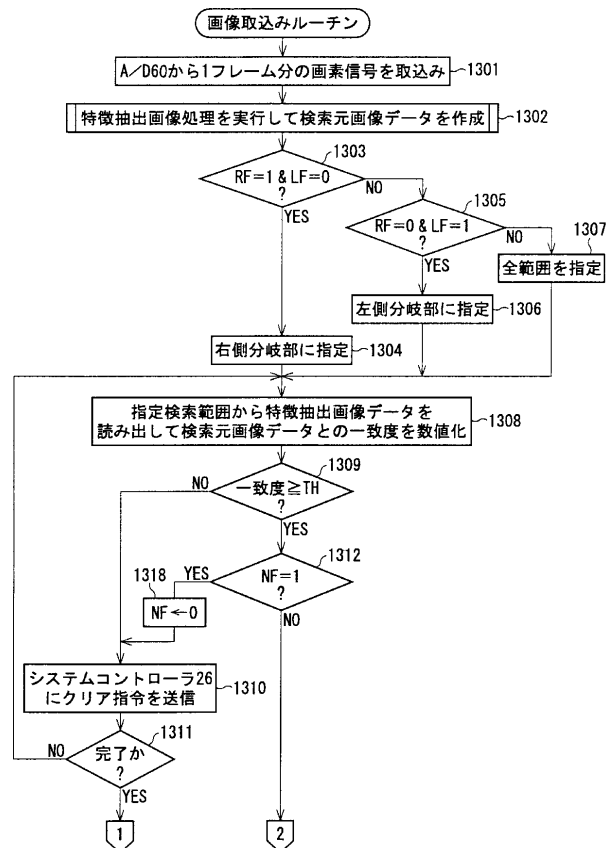 画像取込みルーチン
A/D60から1フレーム分の画素信号を取込み
1301
特徴抽出画像処理を実行して検索元画像データを作成
1302
1303
RF=1&LF=0
?
NO
YES
1305
RF=0&LF=1
?
NO
YES
1307
全範囲を指定
左側分岐部に指定
1306
右側分岐部に指定
1304
指定検索範囲から特徴抽出画像データを
読み出して検索元画像データとの一致度を数値化
1308
1309
一致度≧TH
?
NO
YES
1312
NF=1
?
YES
NO
1318
NF←0
システムコントローラ26
にクリア指令を送信
1310
1311
完了か
?
NO
YES
1
2